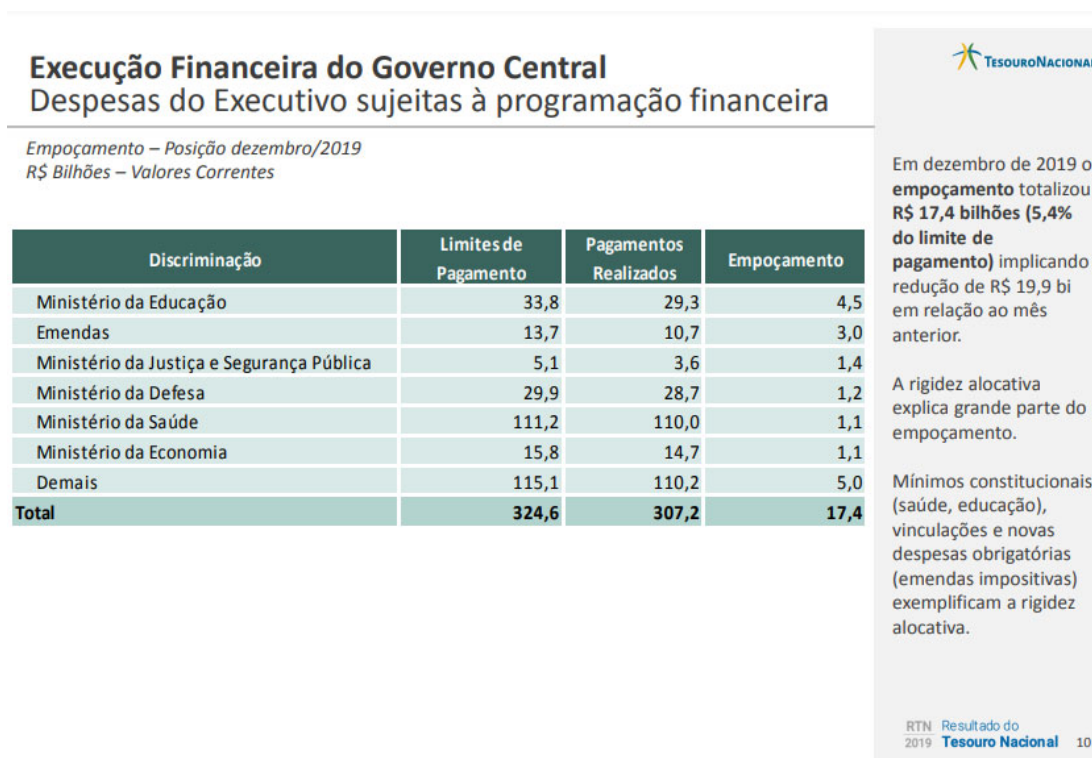 Execução Financeira do Governo Central
Despesas do Executivo sujeitas à programação financeira
Empoçamento – Posição dezembro/2019
R$ Bilhões – Valores Correntes
Discriminação Limites de Pagamento Pagamentos Realizados Empoçamento
Ministério da Educação 33,8 29,3 4,5
Emendas 13,7 10,7 3,0
Ministério da Justiça e Segurança Pública 5,1 3,6 1,4
Ministério da Defesa 29,9 28,7 1,2
Ministério da Saúde 111,2 110,0 1,1
Ministério da Economia 15,8 14,7 1,1
Demais 115,1 110,2 5,0
Total 324,6 307,2 17,4
TESOURONACIONAL
Em dezembro de 2019 o
empoçamento totalizou
R$ 17,4 bilhões (5,4%
do limite de
pagamento) implicando
redução de R$ 19,9 bi
em relação ao mês
anterior.
A rigidez alocativa
explica grande parte do
empoçamento.
Mínimos constitucionais
(saúde, educação),
vinculações e novas
despesas obrigatórias
(emendas impositivas)
exemplificam a rigidez
alocativa.
RTN Resultado do
2019 Tesouro Nacional 10